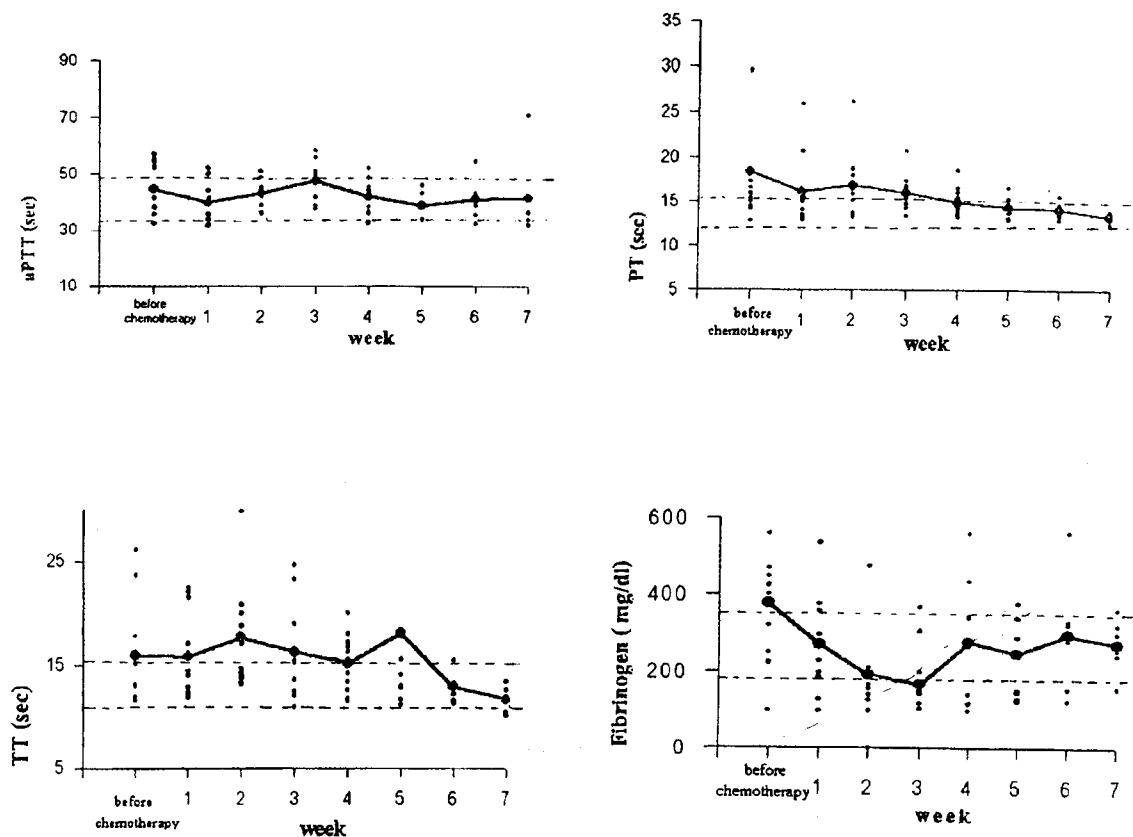 90
70
50
30
10
aPTT (sec)
before
chemotherapy 1 2 3 4 5 6 7
week
35
30
25
20
15
10
5
PT (sec)
before
chemotherapy 1 2 3 4 5 6 7
week
25
15
5
TT (sec)
before
chemotherapy 1 2 3 4 5 6 7
week
600
400
200
0
Fibrinogen ( mg/dl)
before
chemotherapy 1 2 3 4 5 6 7
week